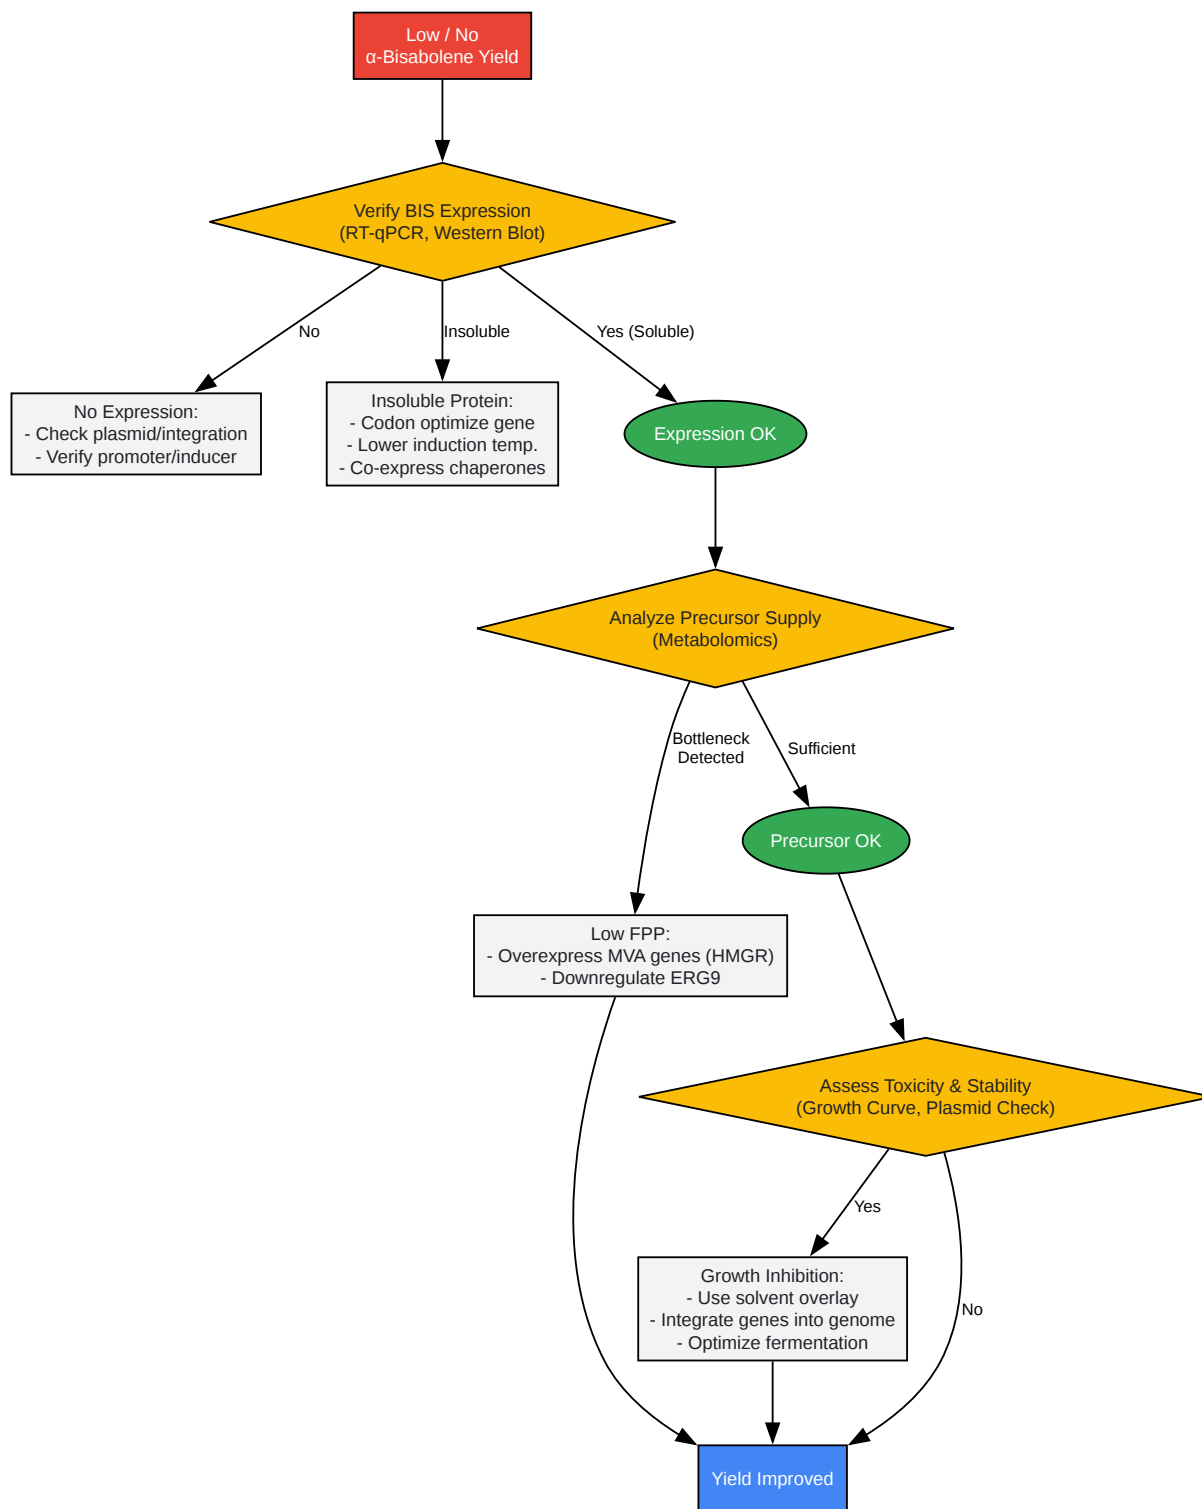 Low / No
α-Bisabolene Yield
Verify BIS Expression
(RT-qPCR, Western Blot)
No
Insoluble
Yes (Soluble)
No Expression:
- Check plasmid/integration
- Verify promoter/inducer
Insoluble Protein:
- Codon optimize gene
- Lower induction temp.
- Co-express chaperones
Expression OK
Analyze Precursor Supply
(Metabolomics)
Bottleneck
Detected
Sufficient
Precursor OK
Low FPP:
- Overexpress MVA genes (HMGR)
- Downregulate ERG9
Assess Toxicity & Stability
(Growth Curve, Plasmid Check)
Yes
No
Growth Inhibition:
- Use solvent overlay
- Integrate genes into genome
- Optimize fermentation
Yield Improved